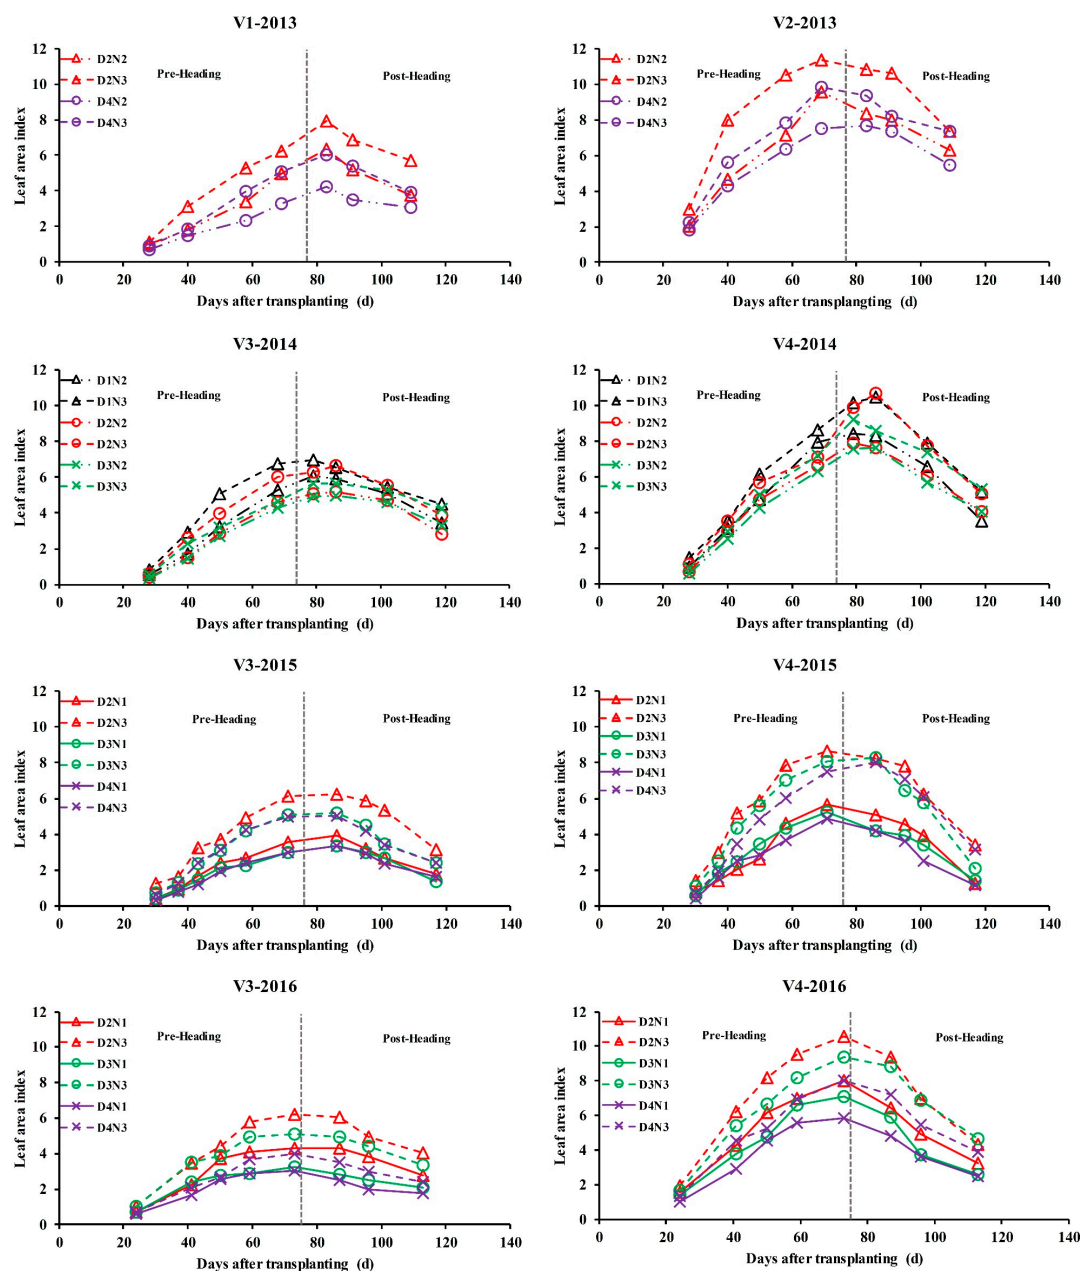 V1-2013
12
10
8
6
4
2
0
Leaf area index
D2N2
D2N3
D4N2
D4N3
Pre-Heading
Post-Heading
0 20 40 60 80 100 120 140
Days after transplanting (d)
V2-2013
12
10
8
6
4
2
0
Leaf area index
D2N2
D2N3
D4N2
D4N3
Pre-Heading
Post-Heading
0 20 40 60 80 100 120 140
Days after transplangting (d)
V3-2014
12
10
8
6
4
2
0
Leaf area index
D1N2
D1N3
D2N2
D2N3
D3N2
D3N3
Pre-Heading
Post-Heading
0 20 40 60 80 100 120 140
Days after transplanting (d)
V4-2014
12
10
8
6
4
2
0
Leaf area index
D1N2
D1N3
D2N2
D2N3
D3N2
D3N3
Pre-Heading
Post-Heading
0 20 40 60 80 100 120 140
Days after transplanting (d)
V3-2015
12
10
8
6
4
2
0
Leaf area index
D2N1
D2N3
D3N1
D3N3
D4N1
D4N3
Pre-Heading
Post-Heading
0 20 40 60 80 100 120 140
Days after transplanting (d)
V4-2015
12
10
8
6
4
2
0
Leaf area index
D2N1
D2N3
D3N1
D3N3
D4N1
D4N3
Pre-Heading
Post-Heading
0 20 40 60 80 100 120 140
Days after transplangting (d)
V3-2016
12
10
8
6
4
2
0
Leaf area index
D2N1
D2N3
D3N1
D3N3
D4N1
D4N3
Pre-Heading
Post-Heading
0 20 40 60 80 100 120 140
Days after transplanting (d)
V4-2016
12
10
8
6
4
2
0
Leaf area index
D2N1
D2N3
D3N1
D3N3
D4N1
D4N3
Pre-Heading
Post-Heading
0 20 40 60 80 100 120 140
Days after transplanting (d)